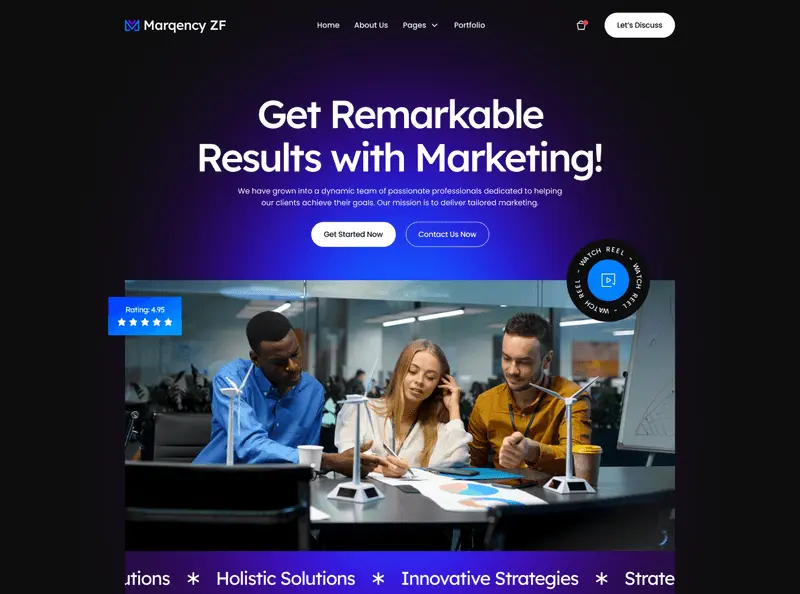 Marqency ZF
Home
About Us
Pages
Portfolio
Let's Discuss
Get Remarkable
Results with Marketing!
We have grown into a dynamic team of passionate professionals dedicated to helping
our clients achieve their goals. Our mission is to deliver tailored marketing.
Get Started Now
Contact Us Now
WATCH REEL - WATCH REEL - WATCH REEL -
Rating: 4.95
utions * Holistic Solutions * Innovative Strategies * Strate